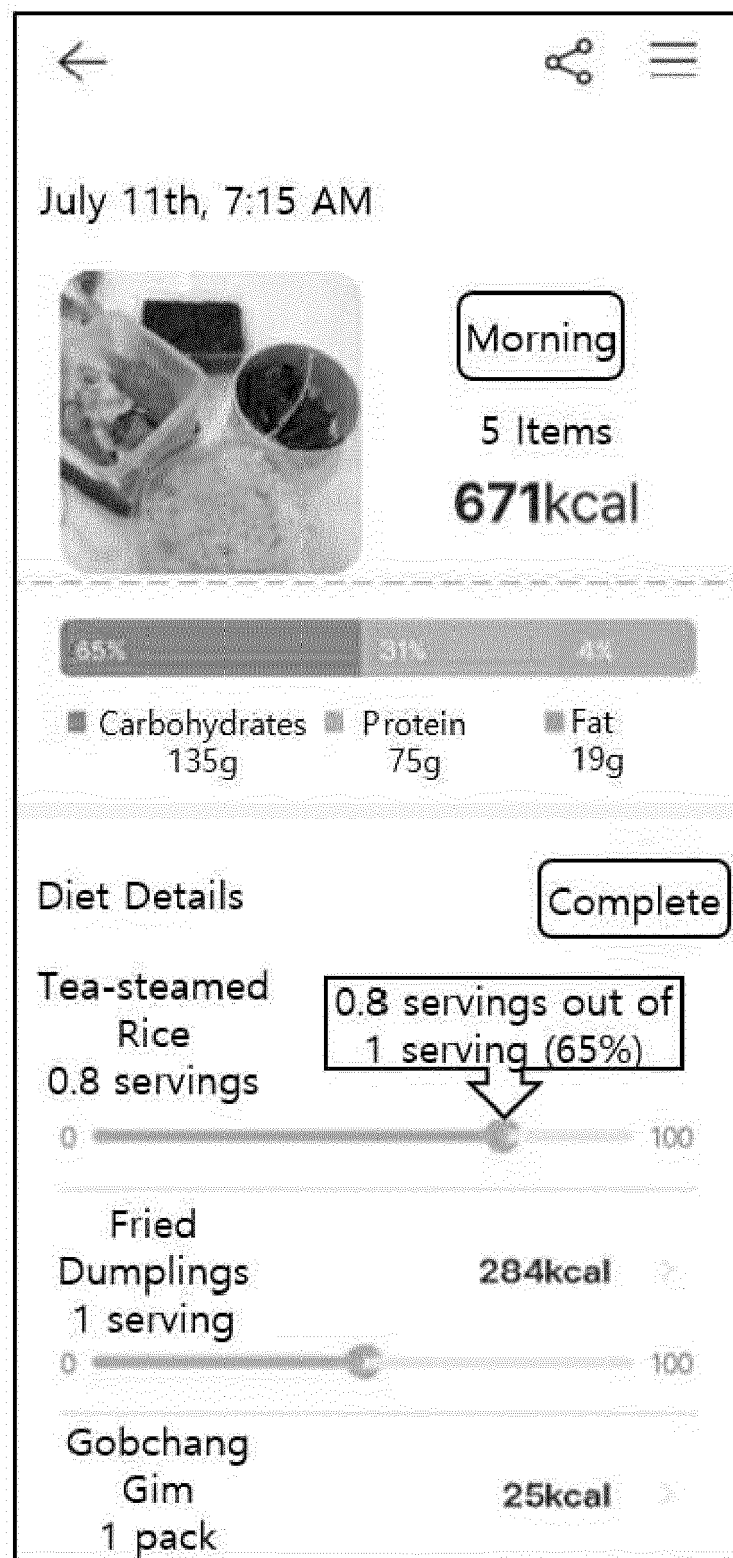 July 11th, 7:15 AM
Morning
5 Items
671kcal
65% 31% 4%
Carbohydrates Protein Fat
135g 75g 19g
Diet Details Complete
Tea-steamed
Rice
0.8 servings
0.8 servings out of
1 serving (65%)
0 100
Fried
Dumplings
1 serving
284kcal
0 100
Gobchang
Gim
1 pack
25kcal